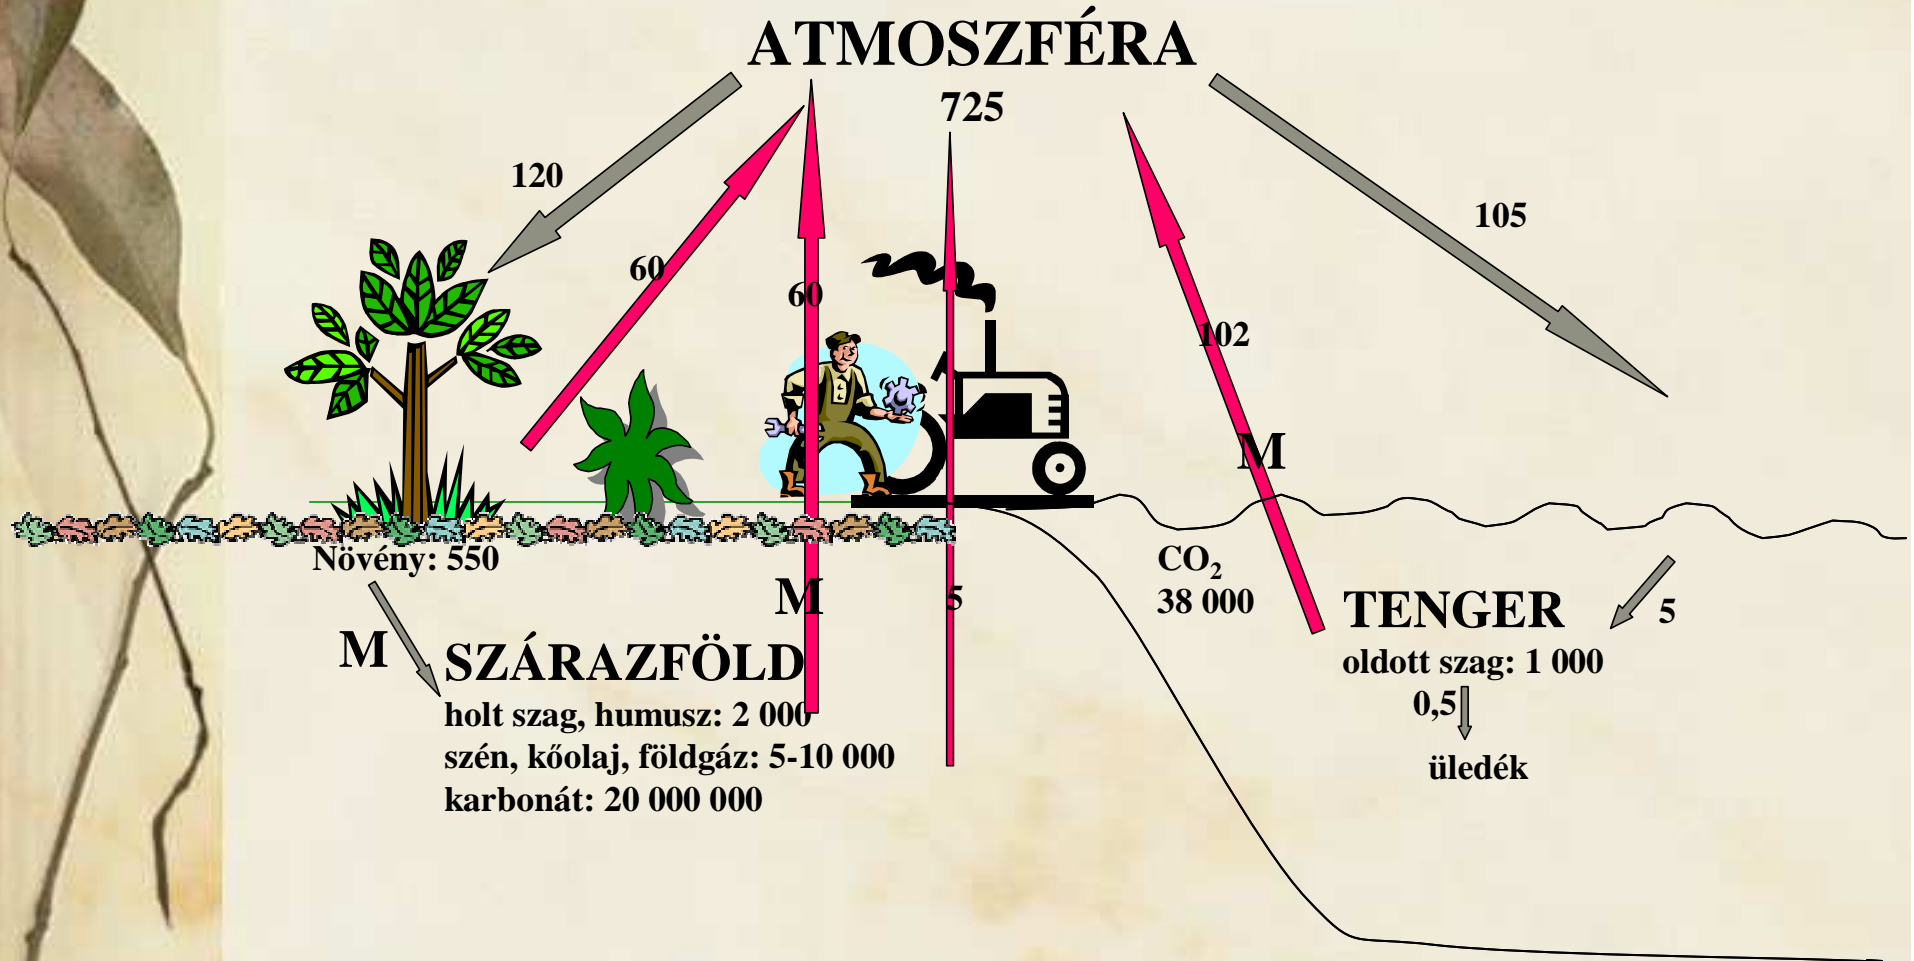 ATMOSZFÉRA
725
120
105
60
60
102
M
Növény: 550
CO₂
38 000
M
5
TENGER
5
M
SZÁRAZFÖLD
oldott szag: 1 000
0,5
holt szag, humusz: 2 000
szén, kőolaj, földgáz: 5-10 000
üledék
karbonát: 20 000 000